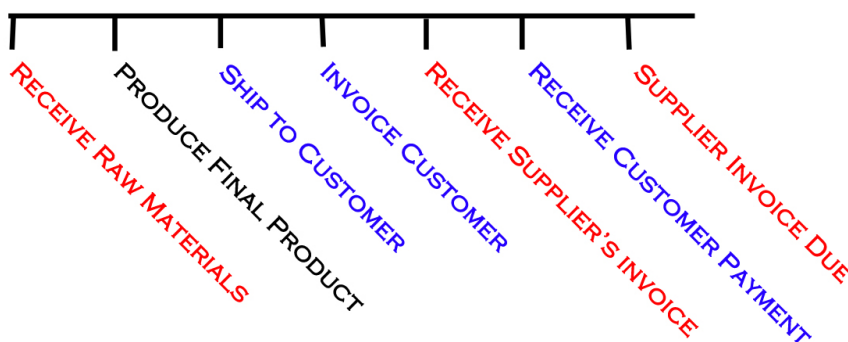 Receive Raw Materials
Produce Final Product
Ship to Customer
Invoice Customer
Receive Supplier's invoice
Receive Customer Payment
Supplier Invoice Due